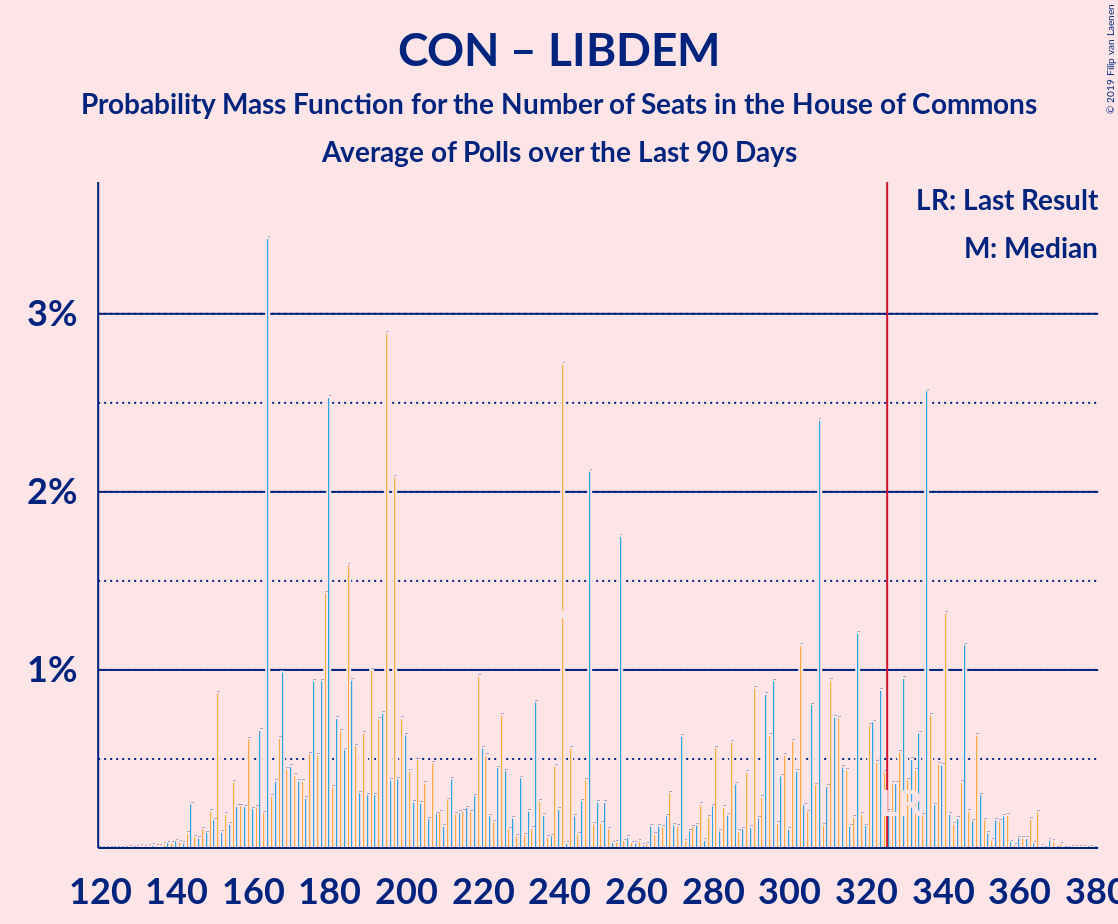 CON – LIBDEM
Probability Mass Function for the Number of Seats in the House of Commons
Average of Polls over the Last 90 Days
© 2019 Filip van Laenen
LR: Last Result
M: Median
3%
2%
1%
120 140 160 180 200 220 240 260 280 300 320 340 360 380